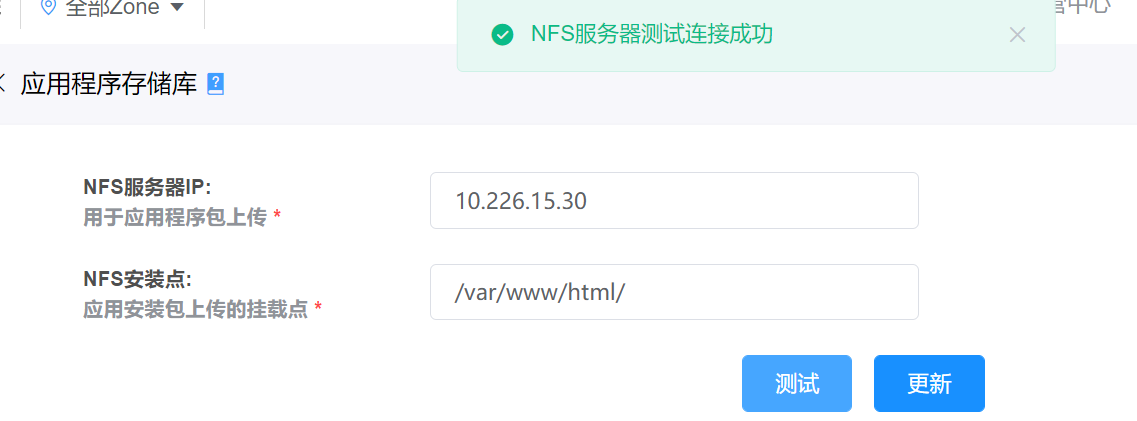 全部Zone
管中心
NFS服务器测试连接成功
应用程序存储库
NFS服务器IP:
用于应用程序包上传 *
10.226.15.30
NFS安装点:
应用安装包上传的挂载点 *
/var/www/html/
测试
更新